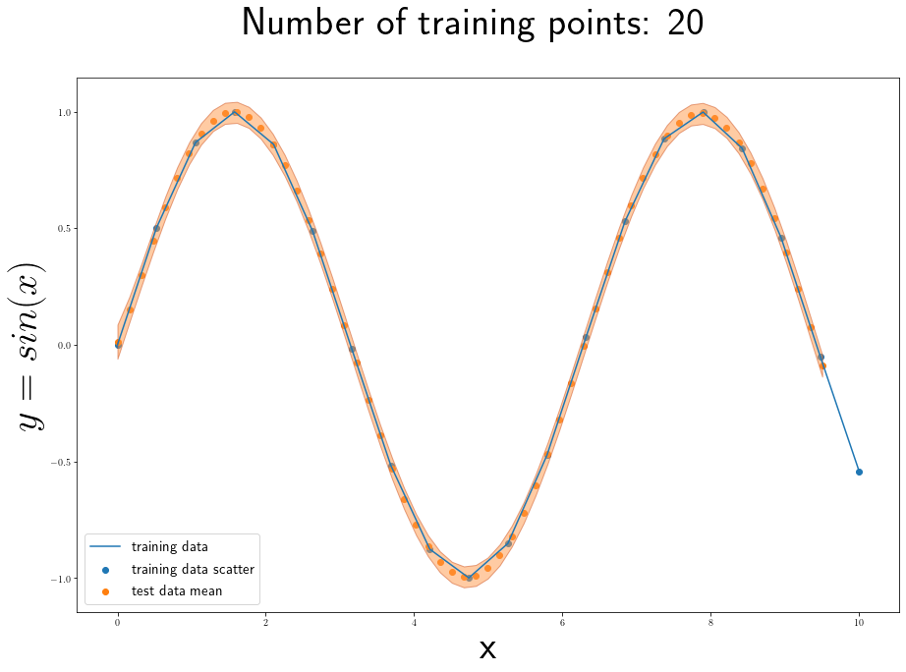 Number of training points: 20
y = sin(x)
1.0
0.5
0.0
−0.5
−1.0
training data
training data scatter
test data mean
0 2 4 6 8 10
x